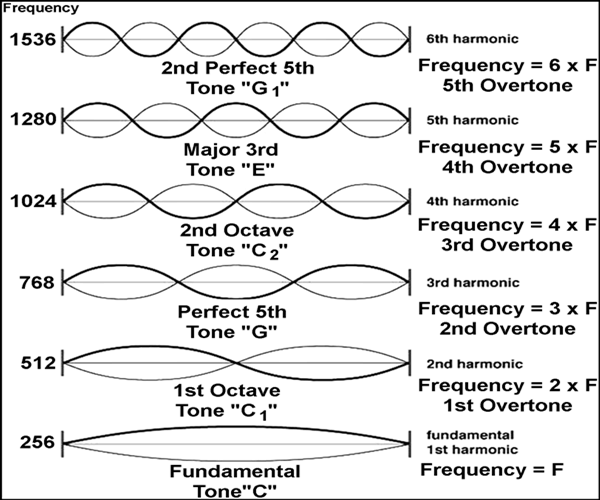 Frequency
1536
6th harmonic
2nd Perfect 5th
Tone "G1"
Frequency = 6 x F
5th Overtone
1280
5th harmonic
Major 3rd
Tone "E"
Frequency = 5 x F
4th Overtone
1024
4th harmonic
2nd Octave
Tone "C2"
Frequency = 4 x F
3rd Overtone
768
3rd harmonic
Perfect 5th
Tone "G"
Frequency = 3 x F
2nd Overtone
512
2nd harmonic
1st Octave
Tone "C1"
Frequency = 2 x F
1st Overtone
256
fundamental
1st harmonic
Fundamental
Tone"C"
Frequency = F